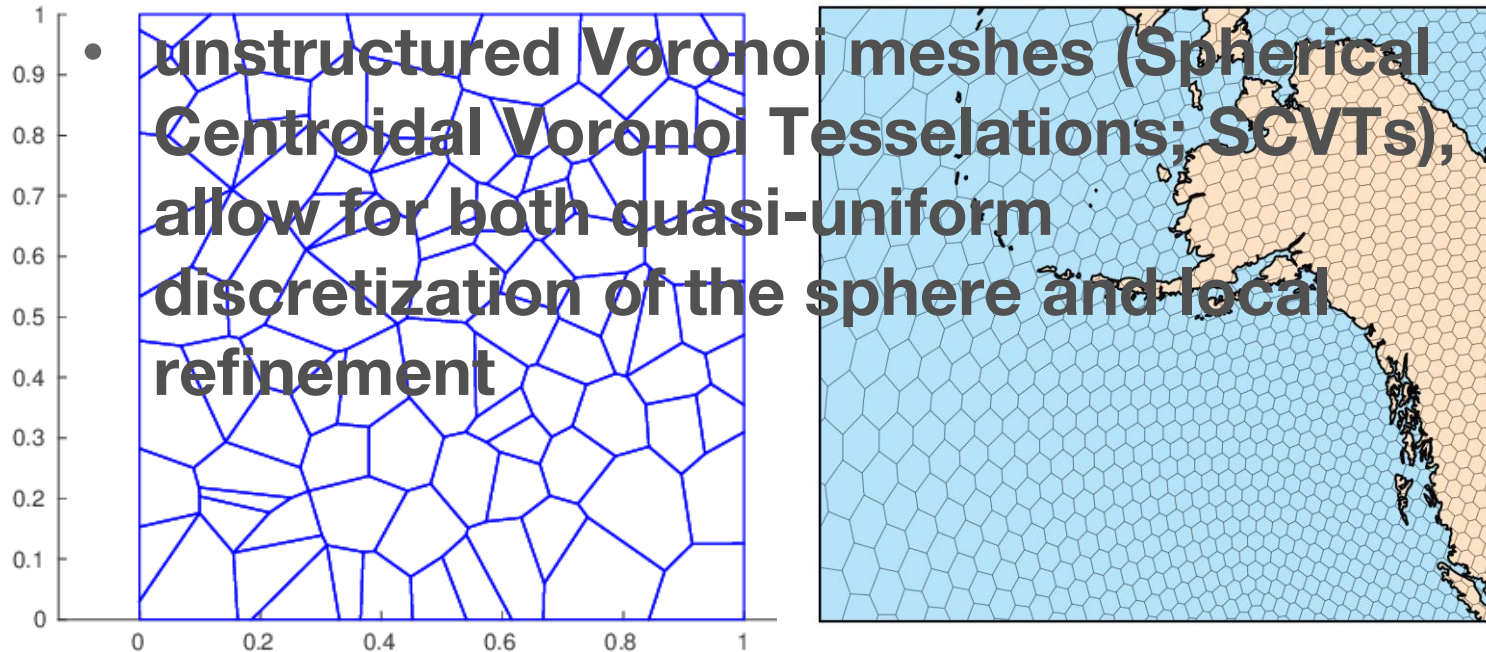 • unstructured Voronoi meshes (Spherical
Centroidal Voronoi Tesselations; SCVTs),
allow for both quasi-uniform
discretization of the sphere and local
refinement
1
0.9
0.8
0.7
0.6
0.5
0.4
0.3
0.2
0.1
0
0 0.2 0.4 0.6 0.8 1